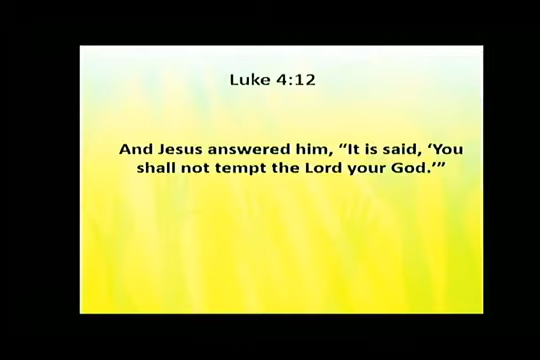 Luke 4:12
And Jesus answered him, “It is said, ‘You
shall not tempt the Lord your God.’”